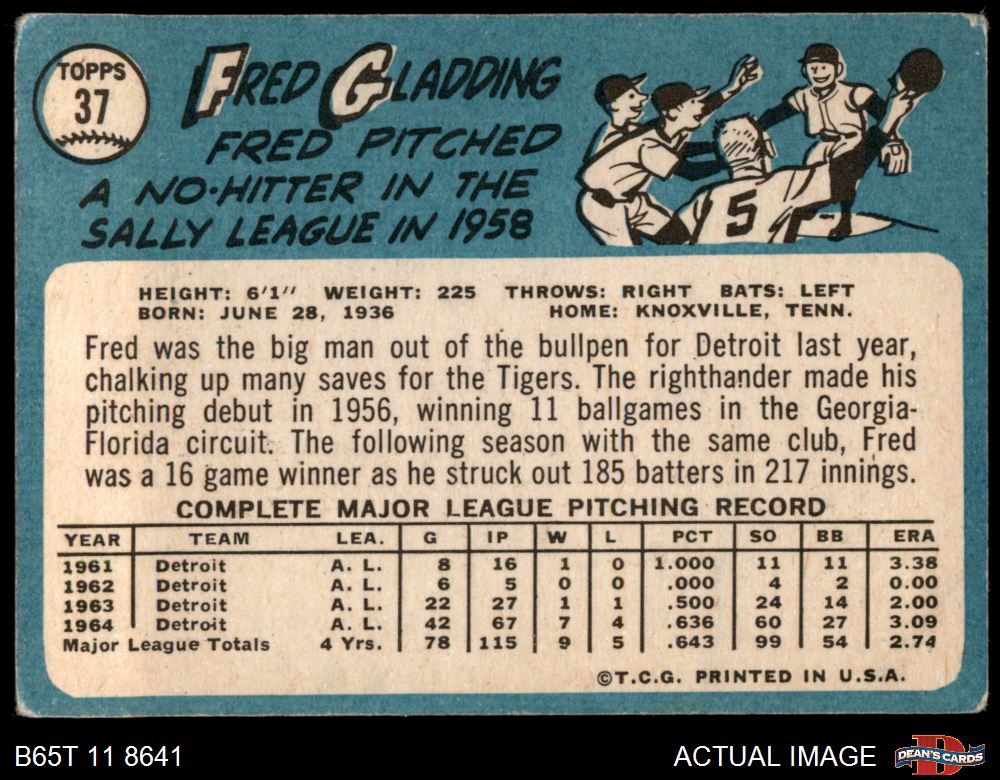 TOPPS
37
FRED GLADDING
FRED PITCHED
A NO-HITTER IN THE
SALLY LEAGUE IN 1958
5
HEIGHT: 6'1" WEIGHT: 225 THROWS: RIGHT BATS: LEFT
BORN: JUNE 28, 1936 HOME: KNOXVILLE, TENN.
Fred was the big man out of the bullpen for Detroit last year,
chalking up many saves for the Tigers. The righthander made his
pitching debut in 1956, winning 11 ballgames in the Georgia-
Florida circuit. The following season with the same club, Fred
was a 16 game winner as he struck out 185 batters in 217 innings.
COMPLETE MAJOR LEAGUE PITCHING RECORD
YEAR TEAM LEA. G IP W L PCT SO BB ERA
1961 Detroit A. L. 8 16 1 0 1.000 11 11 3.38
1962 Detroit A. L. 6 5 0 0 .000 4 2 0.00
1963 Detroit A. L. 22 27 1 1 .500 24 14 2.00
1964 Detroit A. L. 42 67 7 4 .636 60 27 3.09
Major League Totals 4 Yrs. 78 115 9 5 .643 99 54 2.74
©T.C.G. PRINTED IN U.S.A.
B65T 11 8641 ACTUAL IMAGE
D
DEAN'S CARDS